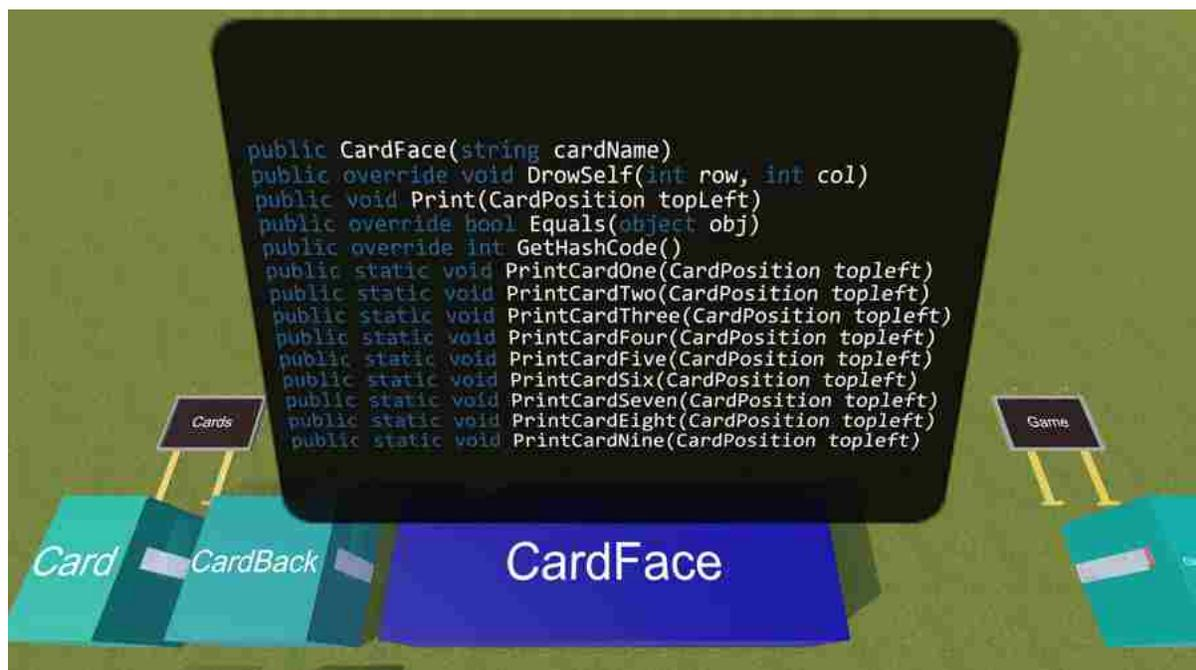 public CardFace(string cardName)
public override void DrowSelf(int row, int col)
public void Print(CardPosition topLeft)
public override bool Equals(object obj)
public override int GetHashCode()
public static void PrintCardOne(CardPosition topleft)
public static void PrintCardTwo(CardPosition topleft)
public static void PrintCardThree(CardPosition topleft)
public static void PrintCardFour(CardPosition topleft)
public static void PrintCardFive(CardPosition topleft)
public static void PrintCardSix(CardPosition topleft)
public static void PrintCardSeven(CardPosition topleft)
public static void PrintCardEight(CardPosition topleft)
public static void PrintCardNine(CardPosition topleft)
Cards
Game
Card
CardBack
CardFace